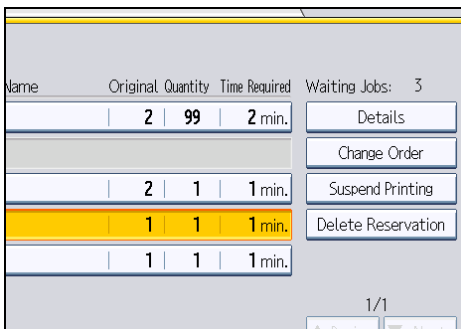 Name Original Quantity Time Required Waiting Jobs: 3
2 99 2 min. Details
Change Order
2 1 1 min. Suspend Printing
1 1 1 min. Delete Reservation
1 1 1 min.
1/1